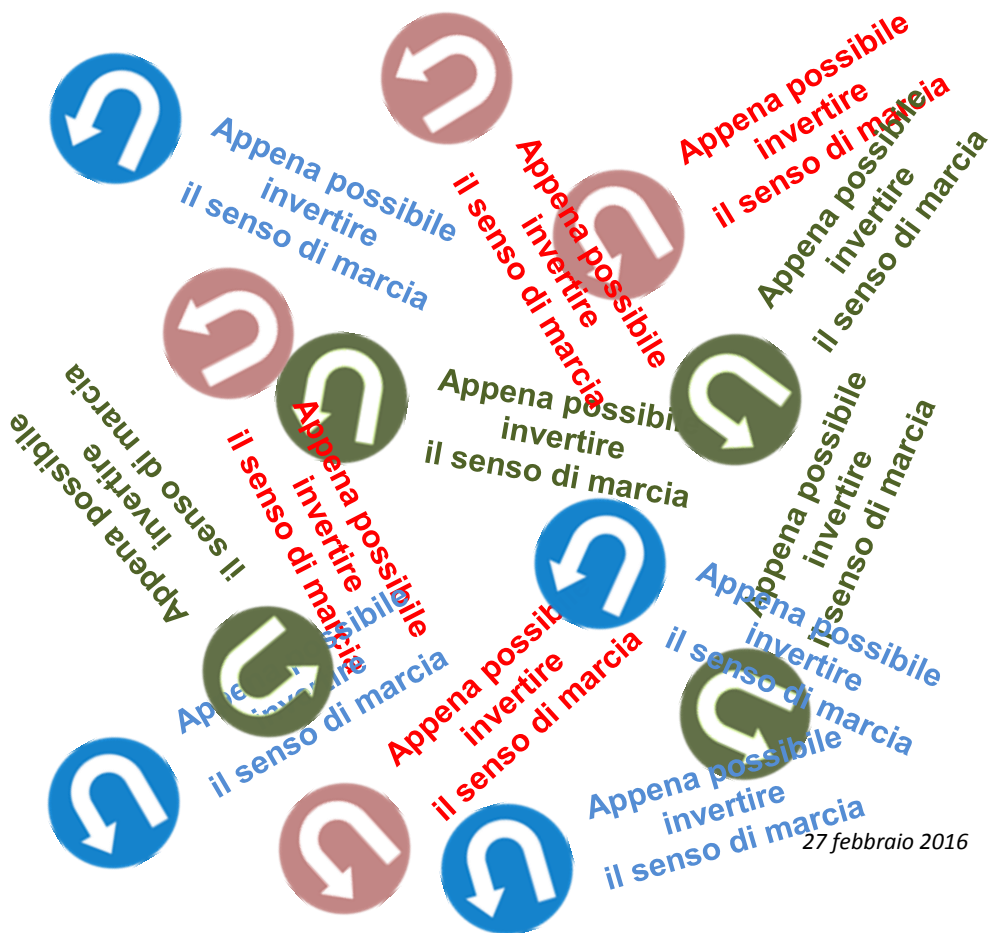 Appena possibile
invertire
il senso di marcia
Appena possibile
invertire
il senso di marcia
Appena possibile
invertire
il senso di marcia
Appena possibile
invertire
il senso di marcia
Appena possibi
invertire
il senso di marcia
Appena possibile
invertire
il senso di marcia
Appena possibile
invertire
il senso di marcia
Appena possibile
invertire
il senso di marcia
Appena possibile
invertire
il senso di marcia
Appena possib
invertire
il senso di marcia
invertire
il senso di marcia
Appena possibile
invertire
il senso di marcia
27 febbraio 2016